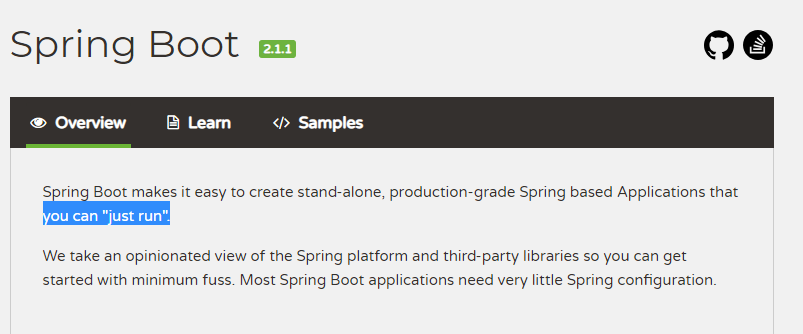 Spring Boot 2.1.1
Overview Learn Samples
Spring Boot makes it easy to create stand-alone, production-grade Spring based Applications that
you can "just run".
We take an opinionated view of the Spring platform and third-party libraries so you can get
started with minimum fuss. Most Spring Boot applications need very little Spring configuration.